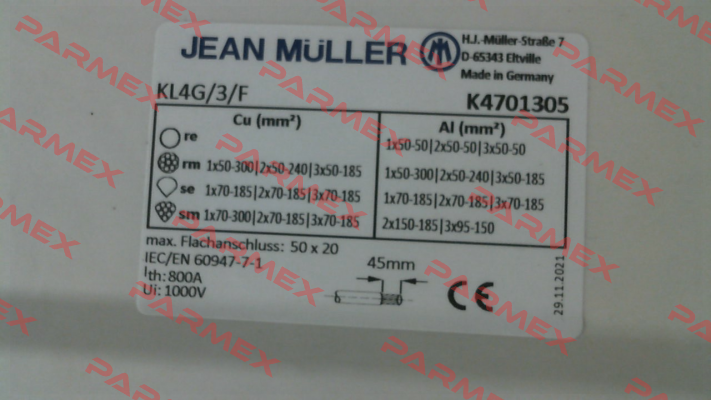 JEAN MÜLLER
H.J.-Müller-Straße 7
D-65343 Eltville
Made in Germany
KL4G/3/F
K4701305
Cu (mm²)
Al (mm²)
re
1x50-50|2x50-50|3x50-50
rm 1x50-300|2x50-240|3x50-185
1x50-300|2x50-240|3x50-185
se 1x70-185|2x70-185|3x70-185
1x70-185|2x70-185|3x70-185
sm 1x70-300|2x70-185|3x70-185
2x150-185|3x95-150
max. Flachanschluss: 50 x 20
IEC/EN 60947-7-1
Ith: 800A
Ui: 1000V
45mm
CE
29.11.2021
PARMEX